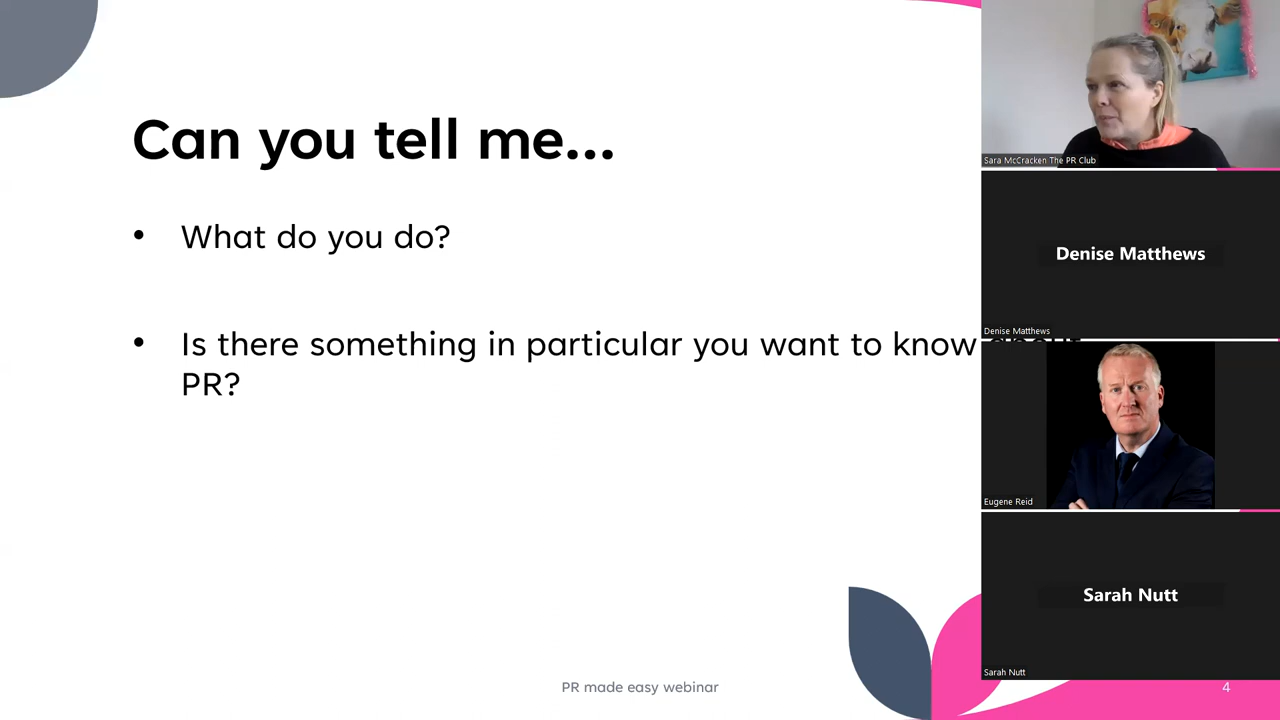 Can you tell me...
• What do you do?
• Is there something in particular you want to know about
PR?
PR made easy webinar
4
Sara McCracken The PR Club
Denise Matthews
Denise Matthews
Eugene Reid
Sarah Nutt
Sarah Nutt